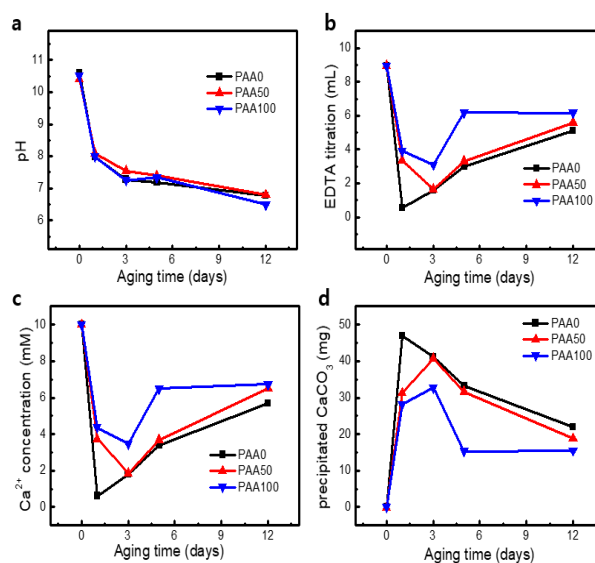 a
pH
11
10
9
8
7
6
0 3 6 9 12
Aging time (days)
PAA0
PAA50
PAA100
b
EDTA titration (mL)
10
8
6
4
2
0
0 3 6 9 12
Aging time (days)
PAA0
PAA50
PAA100
c
Ca²⁺ concentration (mM)
10
8
6
4
2
0
0 3 6 9 12
Aging time (days)
PAA0
PAA50
PAA100
d
precipitated CaCO₃ (mg)
50
40
30
20
10
0
0 3 6 9 12
Aging time (days)
PAA0
PAA50
PAA100